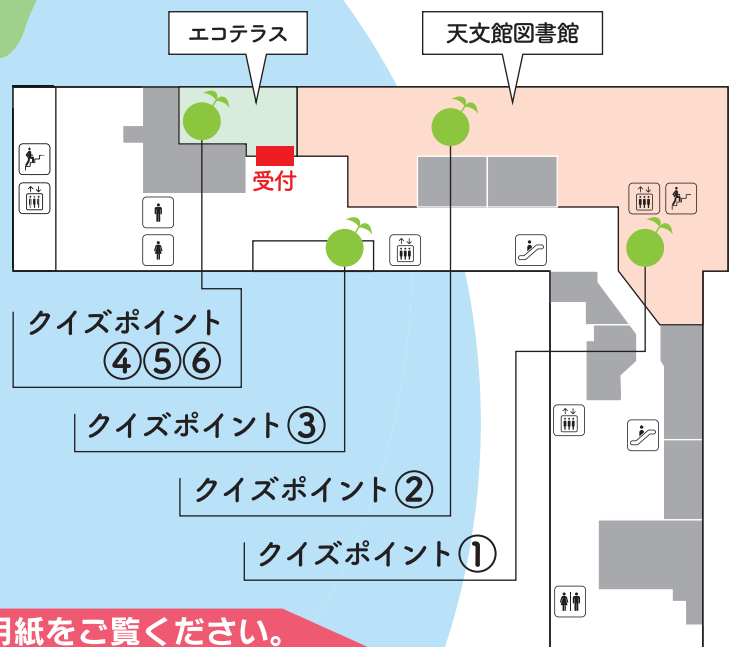 エコテラス
天文館図書館
受付
クイズポイント
④⑤⑥
クイズポイント③
クイズポイント②
クイズポイント①
用紙をご覧ください。